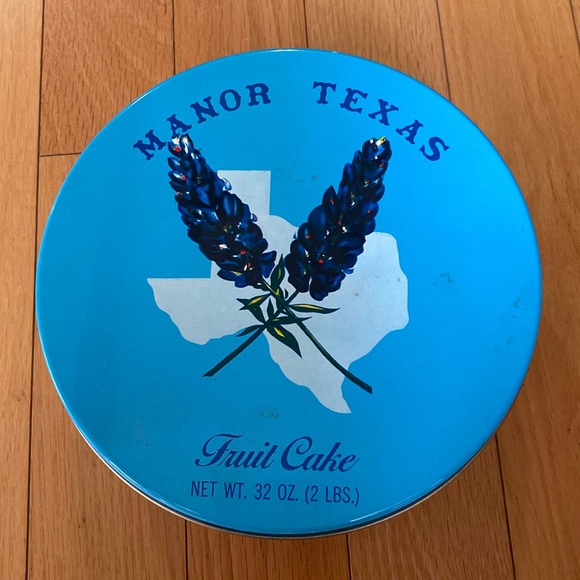 MANOR TEXAS
Fruit Cake
NET WT. 32 OZ. (2 LBS.)